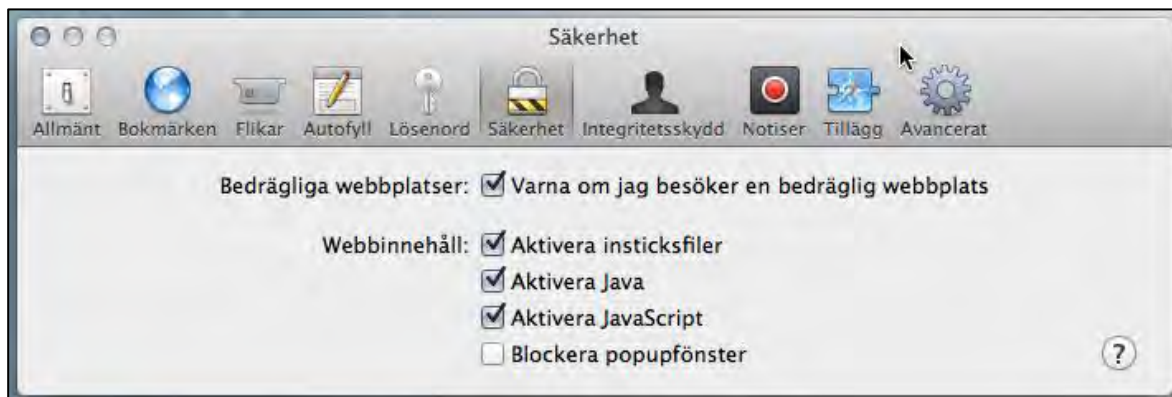 Säkerhet
Allmänt Bokmärken Flikar Autofyll Lösenord Säkerhet Integritetsskydd Notiser Tillägg Avancerat
Bedrägliga webbplatser: Varna om jag besöker en bedräglig webbplats
Webbinnehåll: Aktivera insticksfiler
Aktivera Java
Aktivera JavaScript
Blockera popupfönster
?